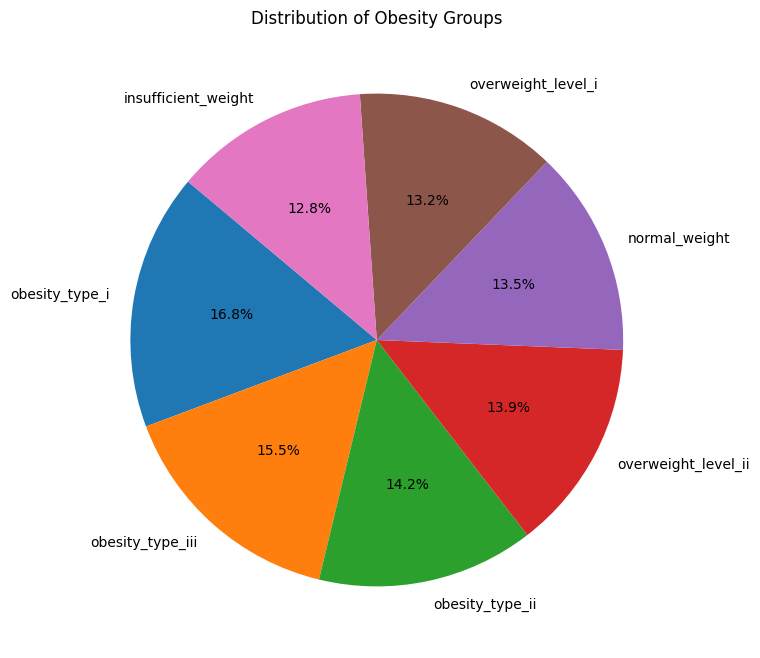 Distribution of Obesity Groups
overweight_level_i
insufficient_weight
13.2%
12.8%
normal_weight
13.5%
obesity_type_i
16.8%
13.9%
15.5%
overweight_level_ii
14.2%
obesity_type_iii
obesity_type_ii